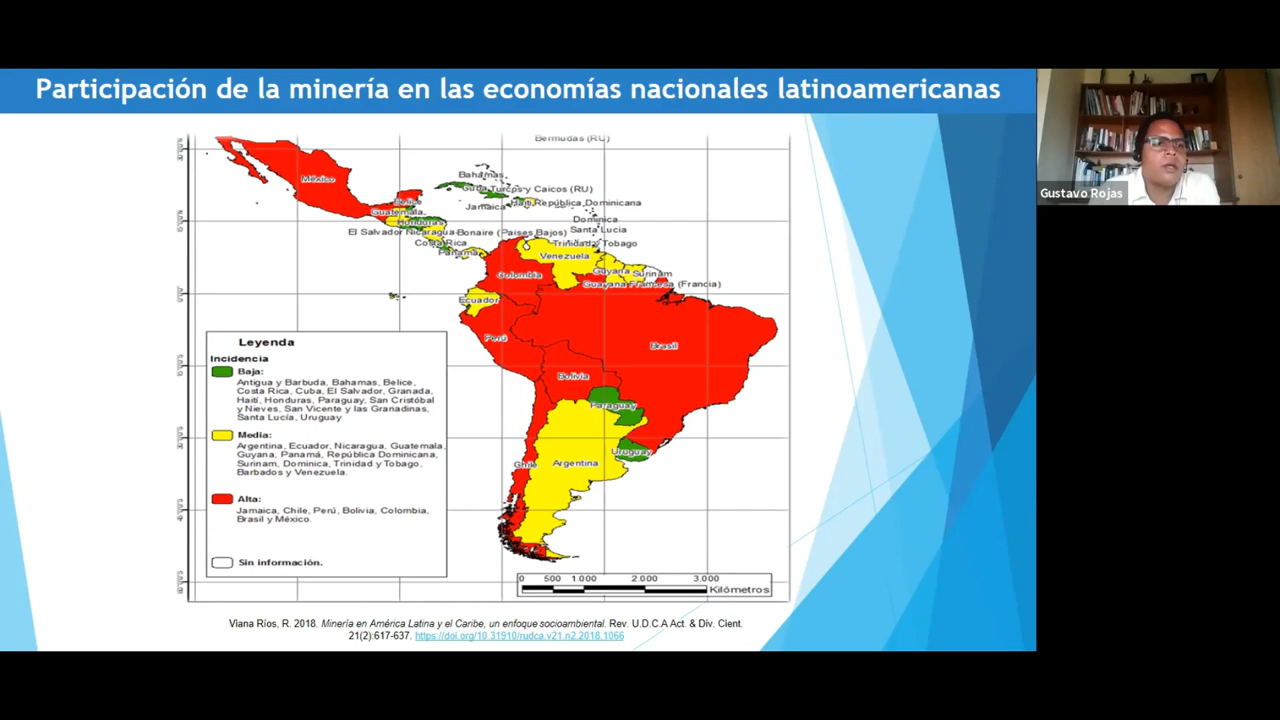 Participación de la minería en las economías nacionales latinoamericanas
Gustavo Rojas
Bermudas (RU)
México
Bahamas
Cuba
Turcos y Caicos (RU)
Belice
Jamaica
Haití
República Dominicana
Guatemala
Dominica
Honduras
Santa Lucia
El Salvador
Nicaragua
Bonaire (Paises Bajos)
Costa Rica
Trinidad y Tobago
Panamá
Venezuela
Guyana
Surinam
Colombia
Guayana Francesa (Francia)
Ecuador
Perú
Brasil
Bolivia
Paraguay
Uruguay
Chile
Argentina
Leyenda
Incidencia
Baja:
Antigua y Barbuda, Bahamas, Belice,
Costa Rica, Cuba, El Salvador, Granada,
Haití, Honduras, Paraguay, San Cristóbal
y Nieves, San Vicente y las Granadinas,
Santa Lucía, Uruguay
Media:
Argentina, Ecuador, Nicaragua, Guatemala,
Guyana, Panamá, República Dominicana,
Surinam, Dominica, Trinidad y Tobago,
Barbados y Venezuela.
Alta:
Jamaica, Chile, Perú, Bolivia, Colombia,
Brasil y México.
Sin información.
0 500 1.000 2.000 3.000
Kilómetros
Viana Ríos, R. 2018. Minería en América Latina y el Caribe, un enfoque socioambiental. Rev. U.D.C.A Act. & Div. Cient.
21(2):617-637. https://doi.org/10.31910/rudca.v21.n2.2018.1066